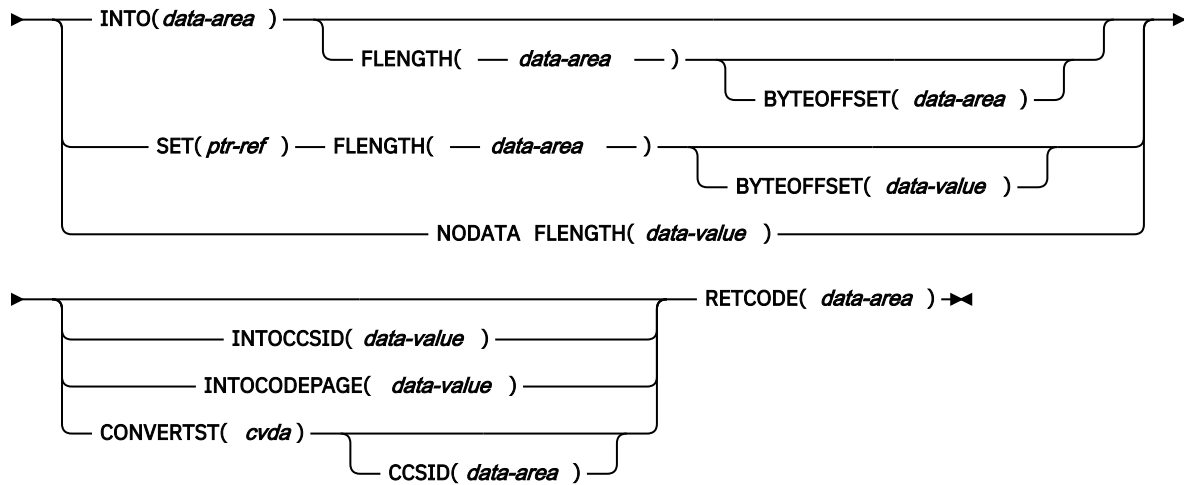 INTO( data-area )
FLENGTH( data-area )
BYTEOFFSET( data-area )
SET( ptr-ref ) FLENGTH( data-area )
BYTEOFFSET( data-value )
NODATA FLENGTH( data-value )
RETCODE( data-area )
INTOCCSID( data-value )
INTOCODEPAGE( data-value )
CONVERTST( cvda )
CCSID( data-area )